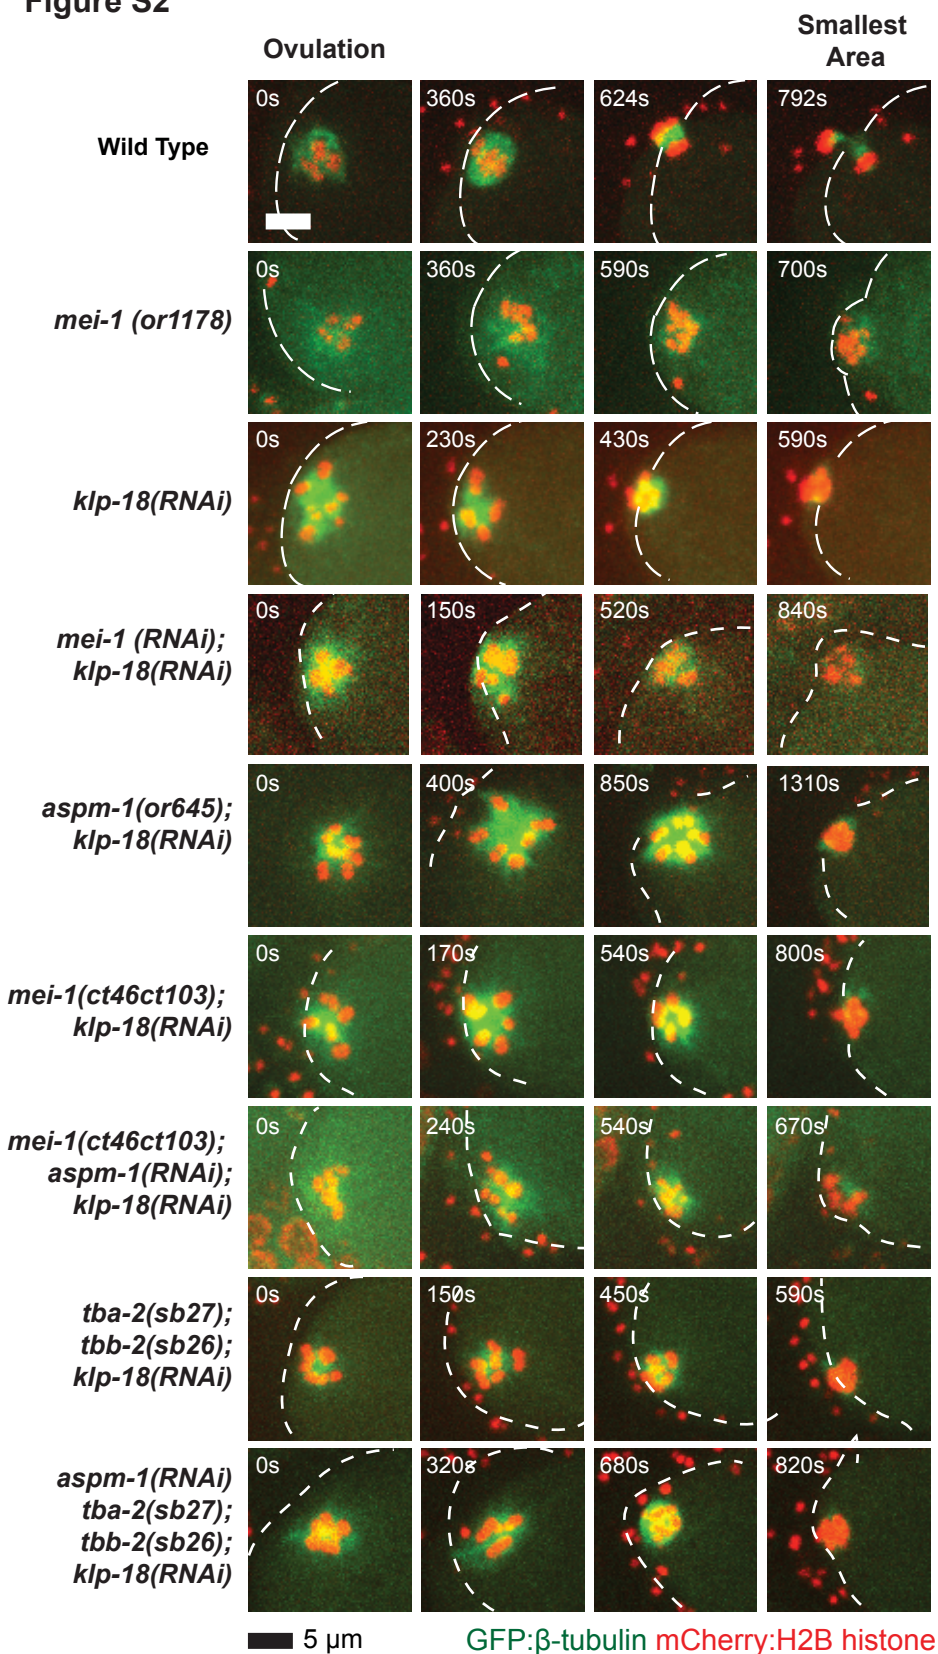 Figure S2
Ovulation
Smallest
Area
Wild Type
0s
360s
624s
792s
mei-1 (or1178)
0s
360s
590s
700s
klp-18(RNAi)
0s
230s
430s
590s
mei-1 (RNAi);
klp-18(RNAi)
0s
150s
520s
840s
aspm-1(or645);
klp-18(RNAi)
0s
400s
850s
1310s
mei-1(ct46ct103);
klp-18(RNAi)
0s
170s
540s
800s
mei-1(ct46ct103);
aspm-1(RNAi);
klp-18(RNAi)
0s
240s
540s
670s
tba-2(sb27);
tbb-2(sb26);
klp-18(RNAi)
0s
150s
450s
590s
aspm-1(RNAi)
tba-2(sb27);
tbb-2(sb26);
klp-18(RNAi)
0s
320s
680s
820s
5 μm
GFP:β-tubulin mCherry:H2B histone